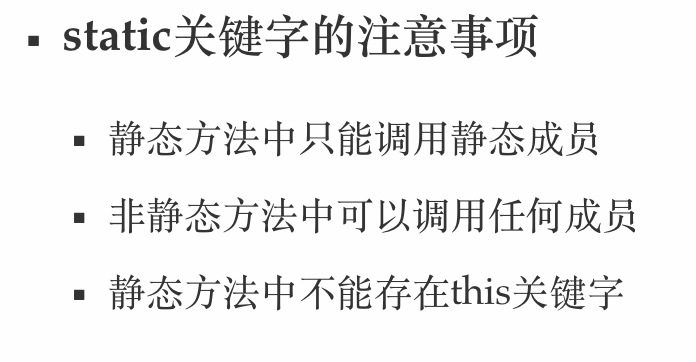 ▪ static关键字的注意事项
▪ 静态方法中只能调用静态成员
▪ 非静态方法中可以调用任何成员
▪ 静态方法中不能存在this关键字